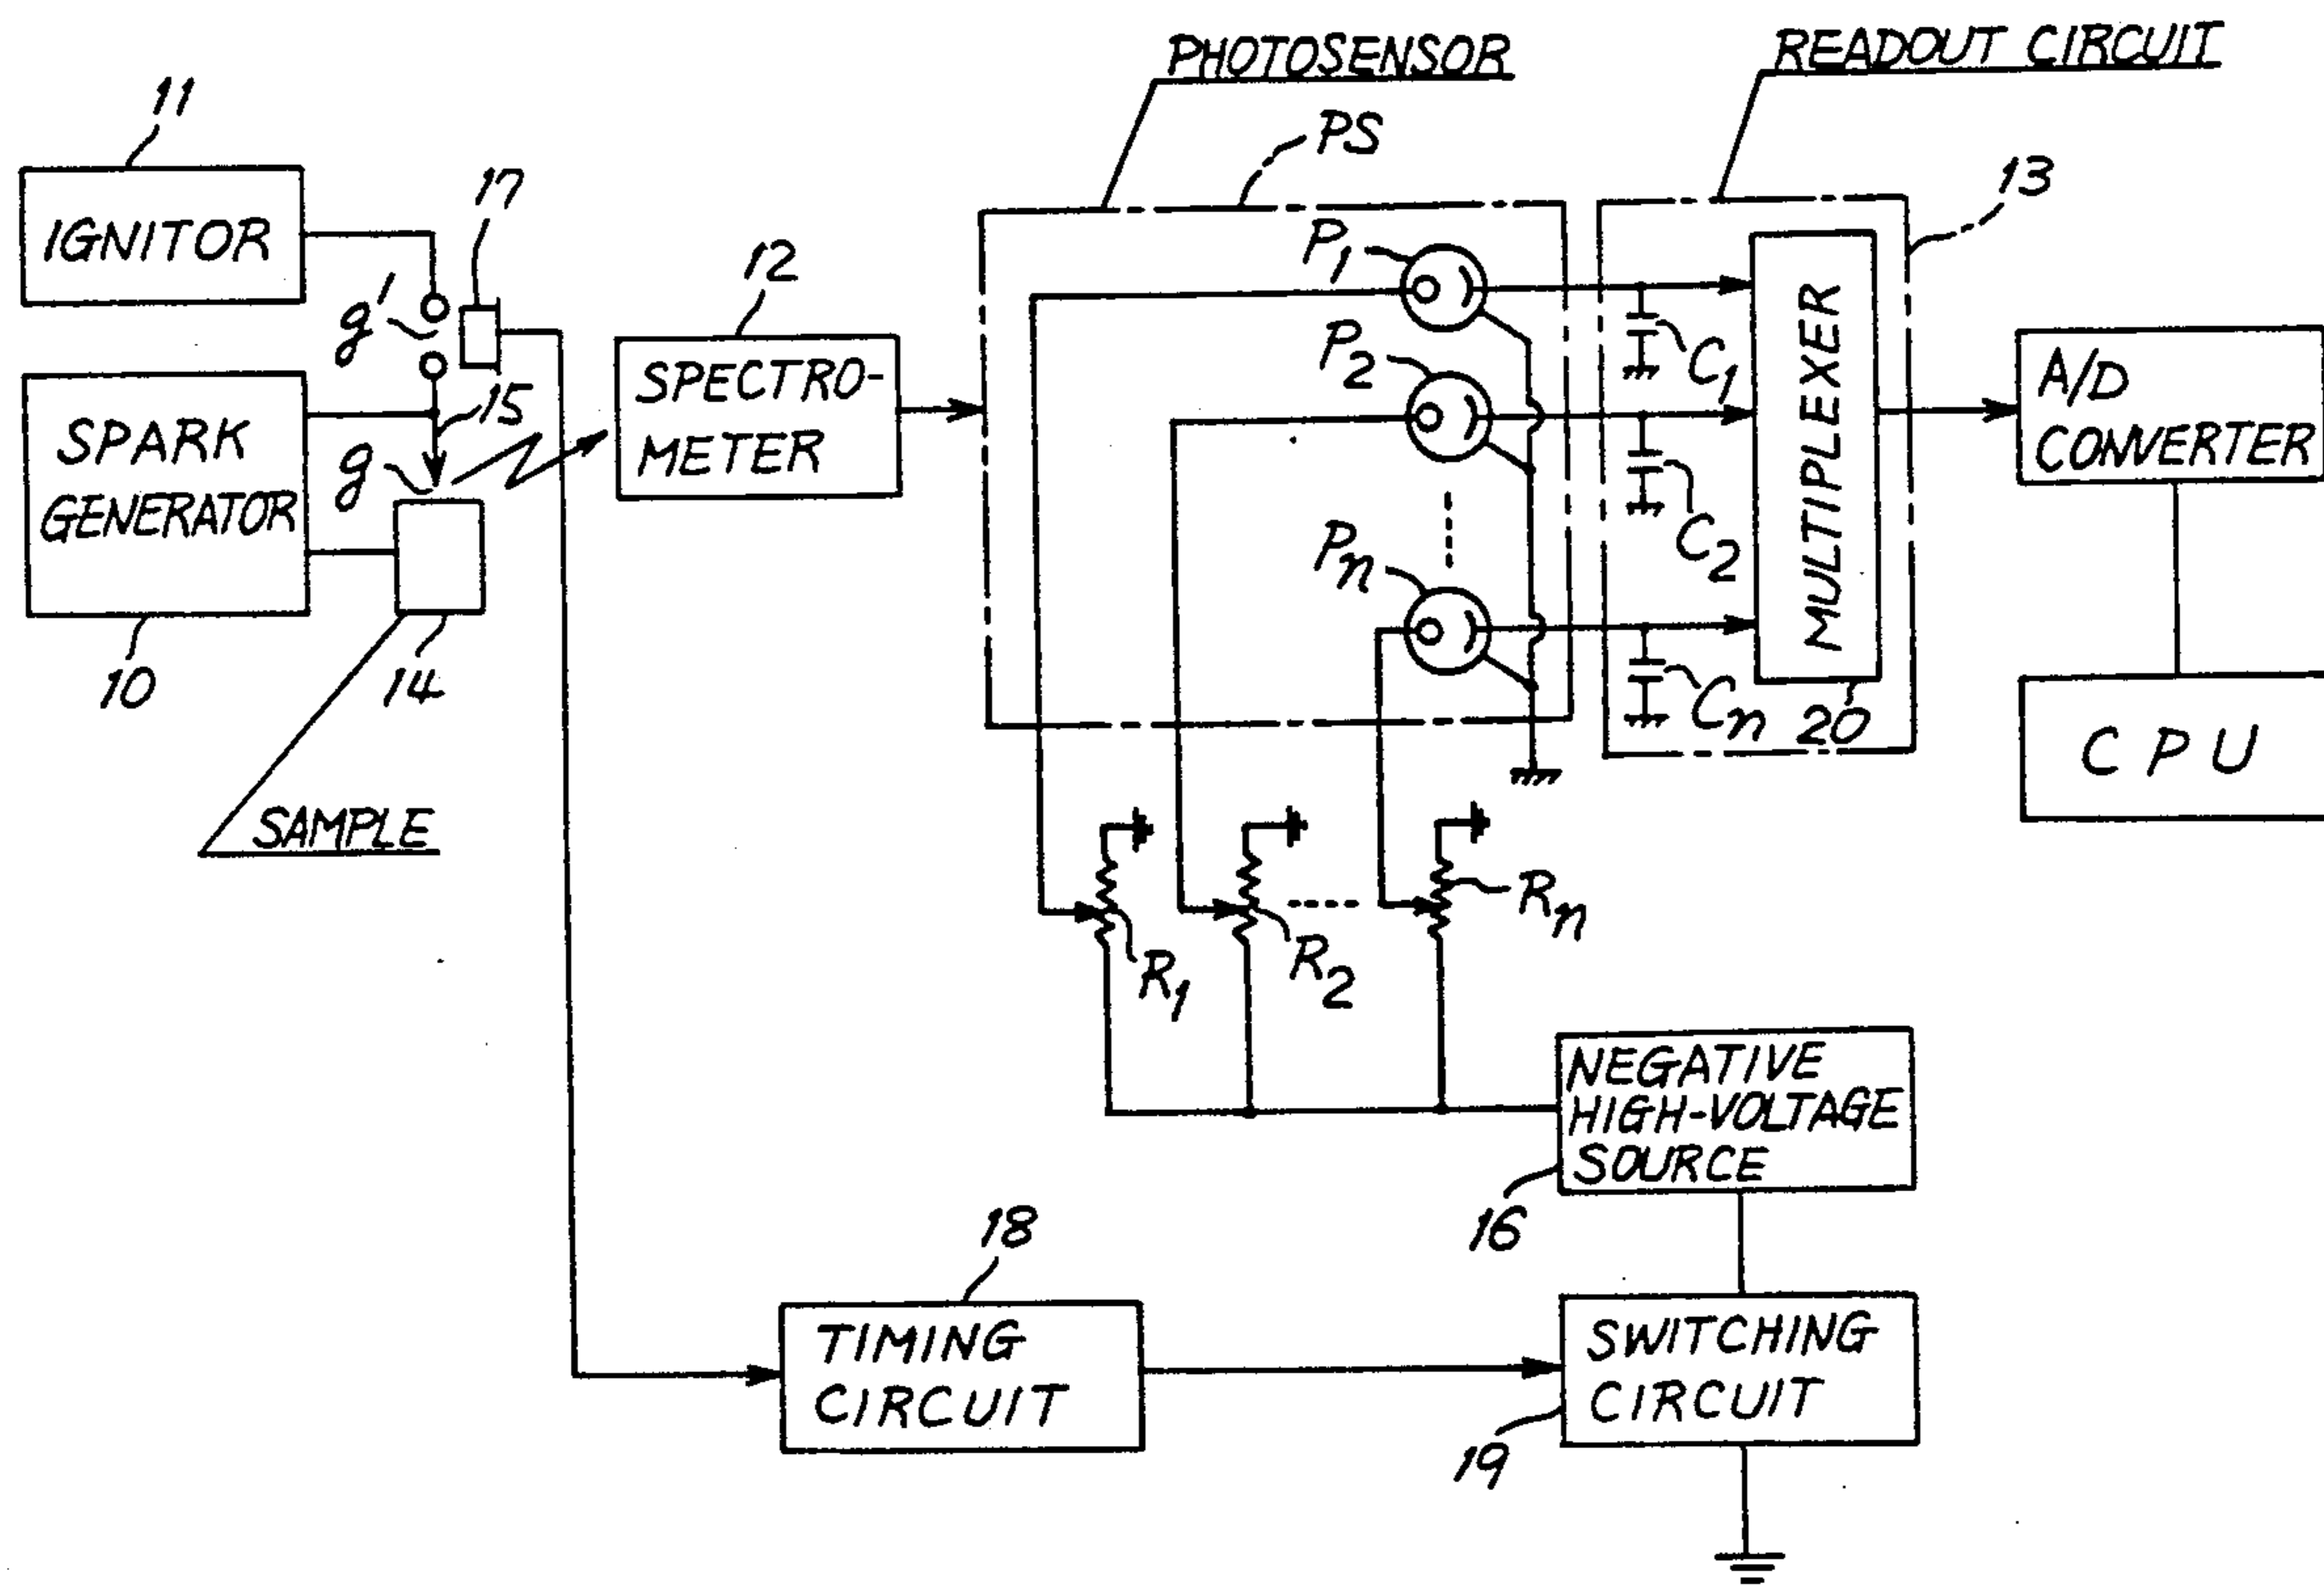 PHOTOSENSOR
READOUT CIRCUIT
11
PS
13
17
IGNITOR
12
P1
g'
SPECTRO-
METER
P2
C1
MULTIPLEXER
A/D
CONVERTER
15
SPARK
GENERATOR
g
C2
Pn
10
14
Cn
20
CPU
SAMPLE
R1
R2
Rn
NEGATIVE
HIGH-VOLTAGE
SOURCE
16
18
TIMING
CIRCUIT
SWITCHING
CIRCUIT
19